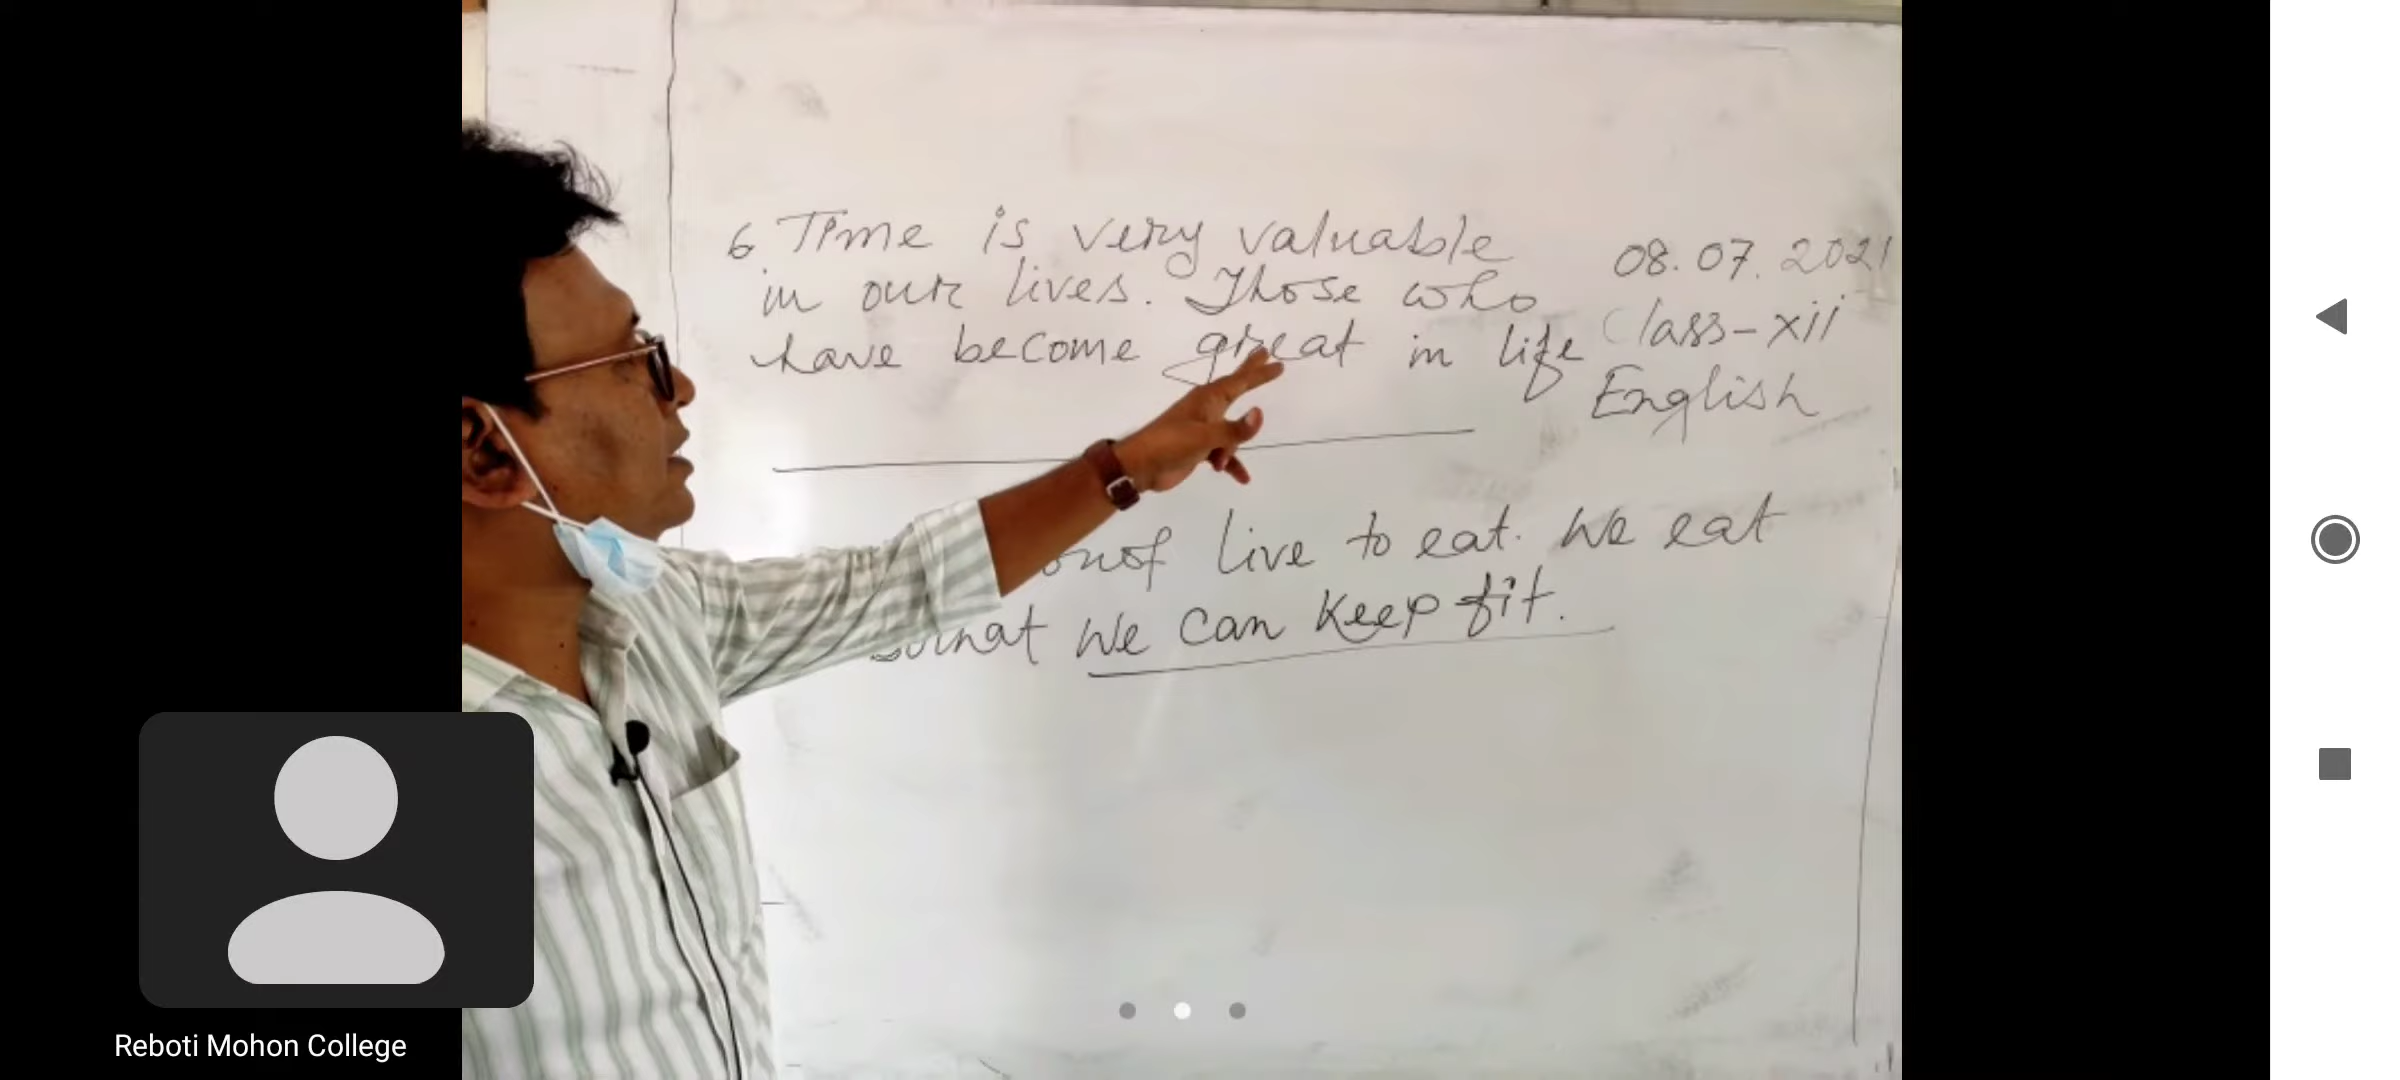 6. Time is very valuable
in our lives. Those who
have become great in life
08.07.2021
Class-xii
English
live to eat. We eat
we can keep fit.
Reboti Mohon College